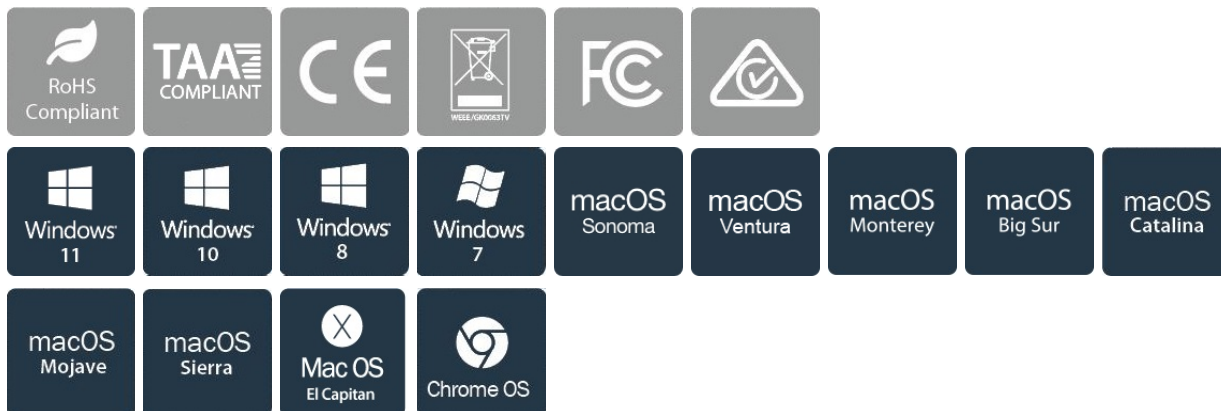 RoHS
Compliant
TAA
COMPLIANT
CE
WEEE/GK0063TV
FC
Windows
11
Windows
10
Windows
8
Windows
7
macOS
Sonoma
macOS
Ventura
macOS
Monterey
macOS
Big Sur
macOS
Catalina
macOS
Mojave
macOS
Sierra
X
Mac OS
El Capitan
Chrome OS